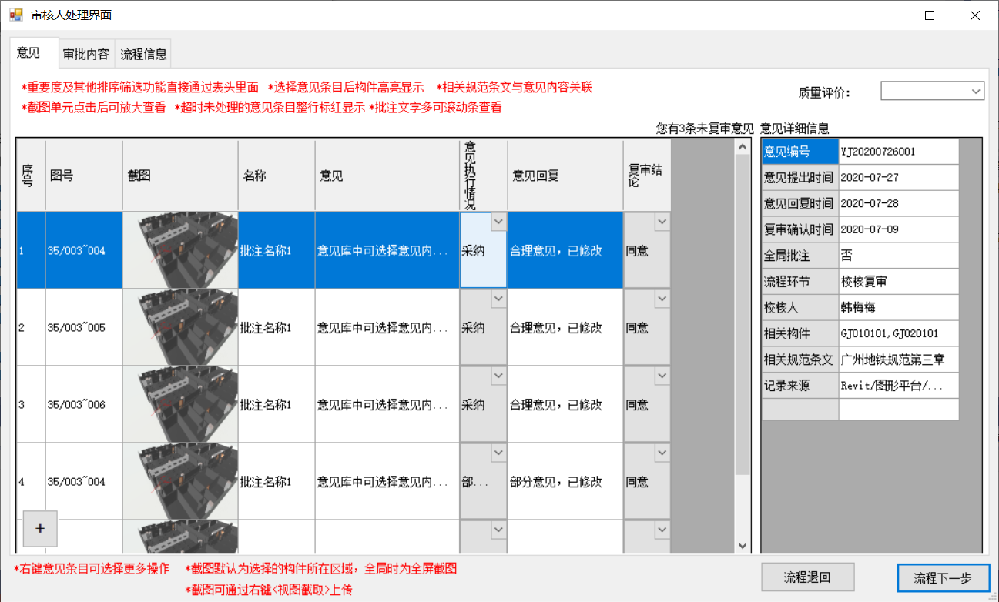 审核人处理界面
意见 审批内容 流程信息
*重要度及其他排序筛选功能直接通过表头里面 *选择意见条目后构件高亮显示 *相关规范条文与意见内容关联
*截图单元点击后可放大查看 *超时未处理的意见条目整行标红显示 *批注文字多可滚动条查看
质量评价：
您有3条未复审意见 意见详细信息
序号 图号 截图 名称 意见 意见执行情况 意见回复 复审结论
1 35/003~004 批注名称1 意见库中可选择意见内... 采纳 合理意见，已修改 同意
2 35/003~005 批注名称1 意见库中可选择意见内... 采纳 合理意见，已修改 同意
3 35/003~006 批注名称1 意见库中可选择意见内... 采纳 合理意见，已修改 同意
4 35/003~004 批注名称1 意见库中可选择意见内... 部... 部分意见，已修改 同意
+
意见编号 YJ20200726001
意见提出时间 2020-07-27
意见回复时间 2020-07-28
复审确认时间 2020-07-09
全局批注 否
流程环节 校核复审
校核人 韩梅梅
相关构件 GJ010101,GJ020101
相关规范条文 广州地铁规范第三章
记录来源 Revit/图形平台/...
*右键意见条目可选择更多操作 *截图默认为选择的构件所在区域，全局时为全屏截图
*截图可通过右键<视图截取>上传
流程退回 流程下一步